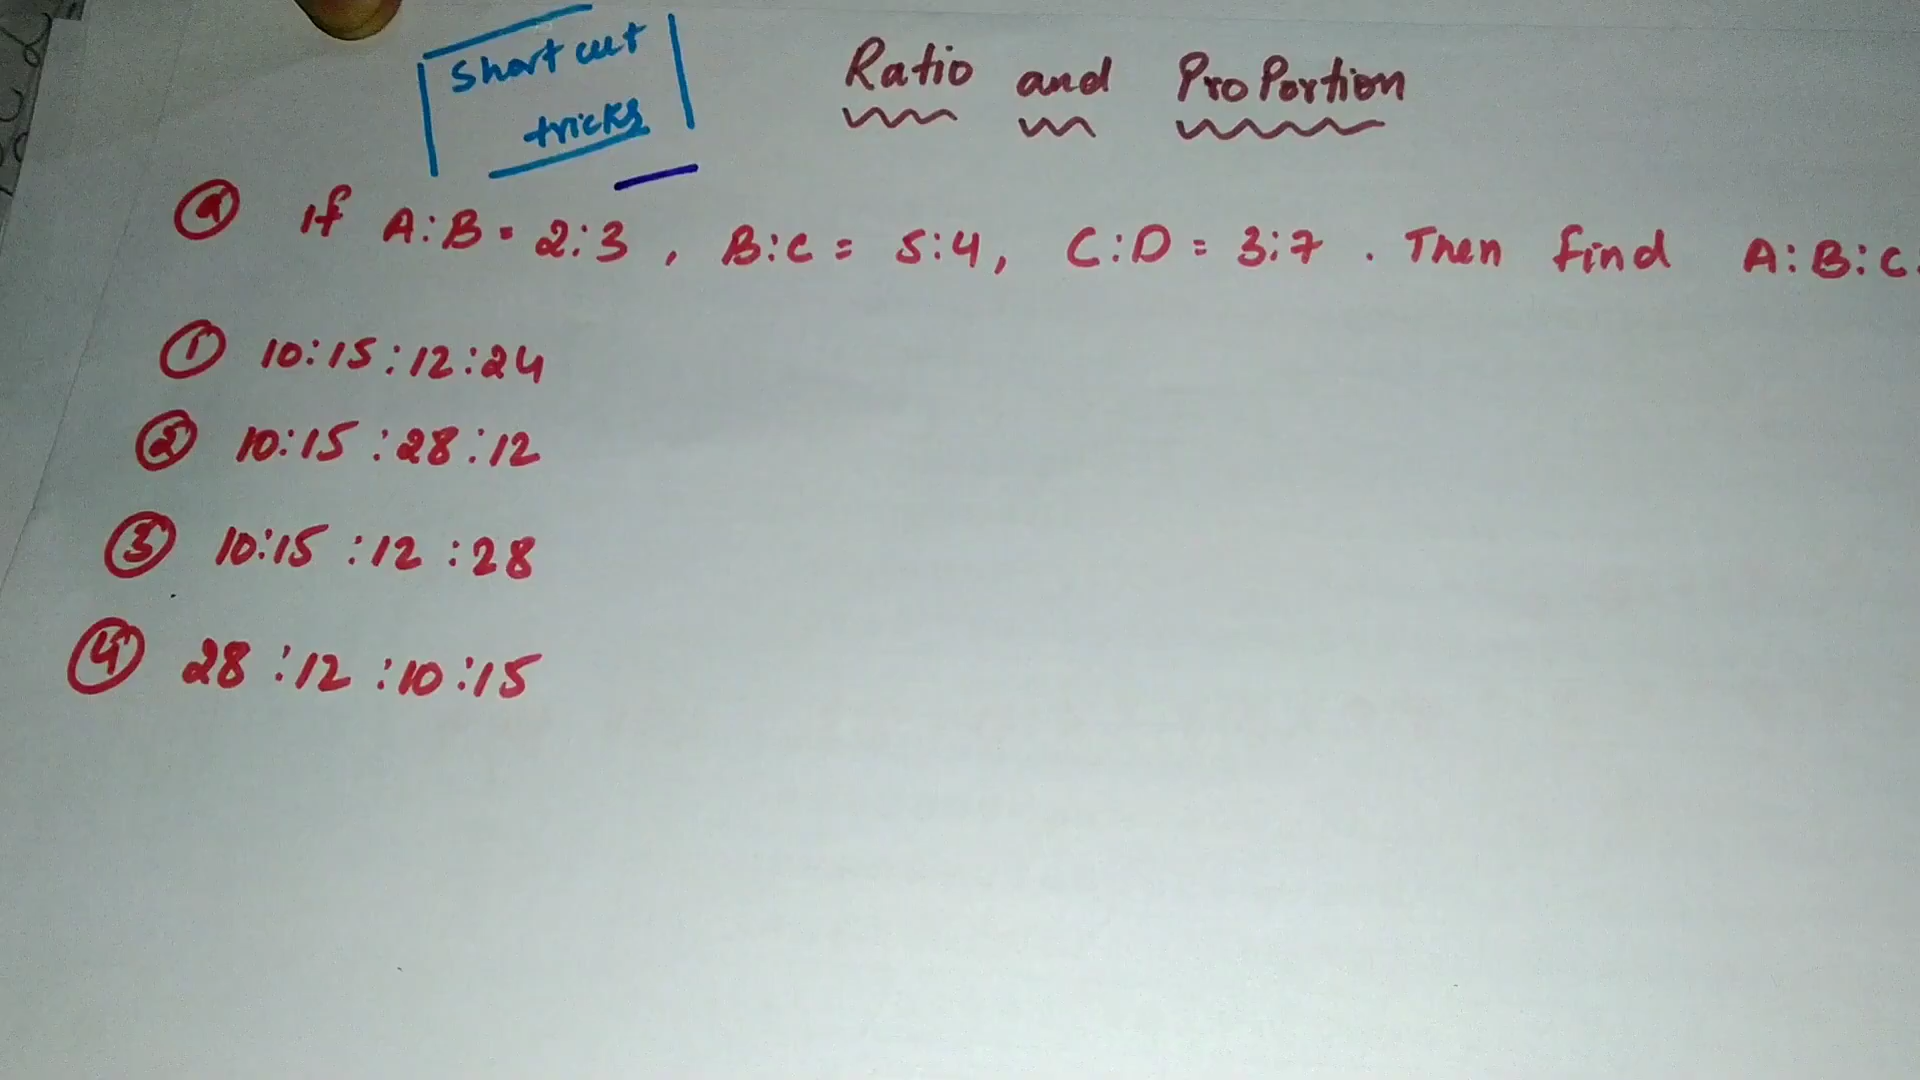 Short cut
tricks
Ratio and Proportion
Q If A:B = 2:3, B:C = 5:4, C:D = 3:7. Then find A:B:C
① 10:15:12:24
② 10:15:28:12
③ 10:15:12:28
④ 28:12:10:15